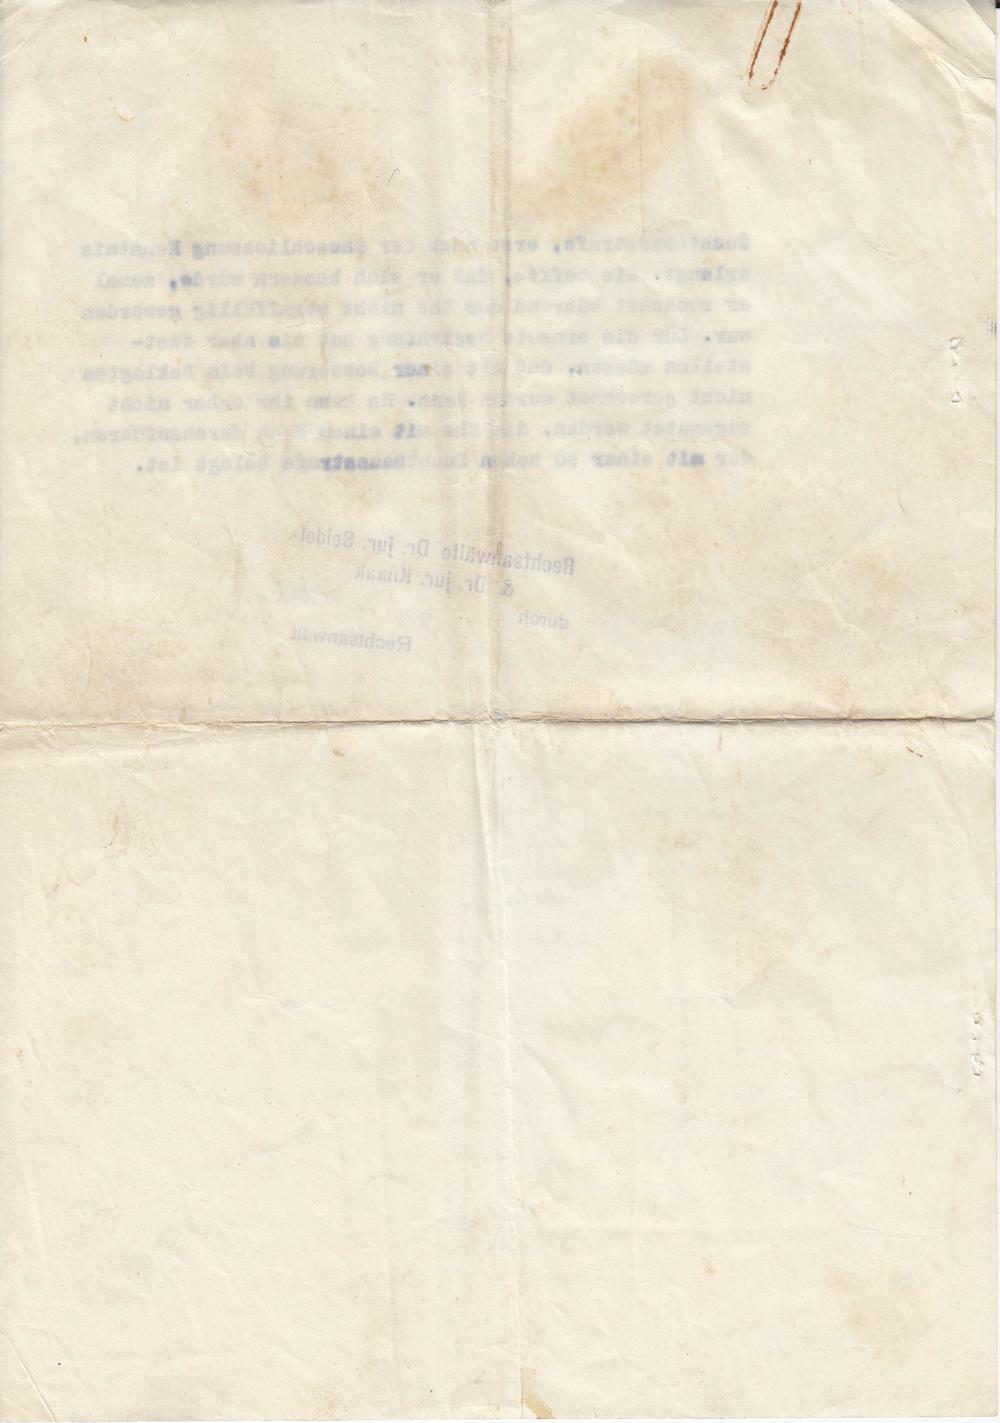 Zuchthausstrafe, erst nach der Eheschliessung Kenntnis
erlangt. Sie hoffte, daß er sich bessern würde, zumal
er zunächst während der Ehe nicht straffällig geworden
war. Für die erneute Bestrafung hat sie aber fest-
stellen müssen, daß mit einer Besserung beim Beklagten
nicht gerechnet werden kann. Es kann ihr daher nicht
zugemutet werden, die Ehe mit einem Mann durchzuführen,
der mit einer so hohen Zuchthausstrafe belegt ist.
Rechtsanwälte Dr. jur. Seidel
& Dr. jur. Knaak
durch
Rechtsanwalt